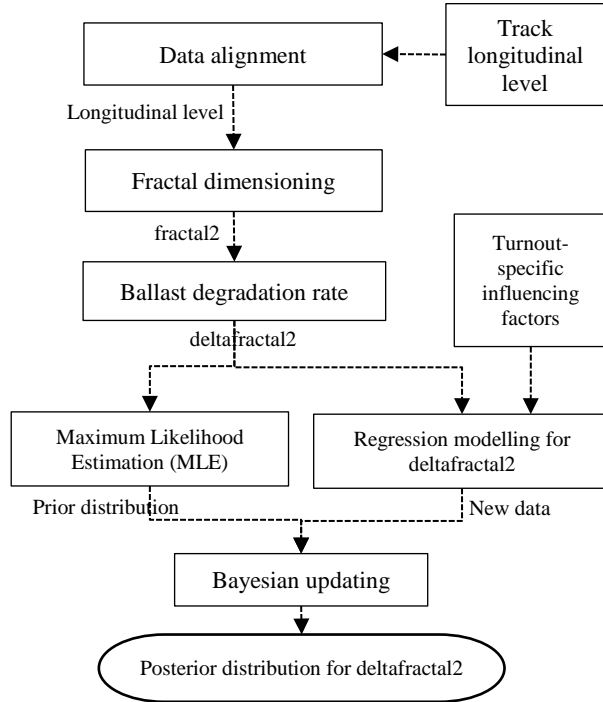 Track
longitudinal
level
Data alignment
Longitudinal level
Fractal dimensioning
fractal2
Turnout-
specific
influencing
factors
Ballast degradation rate
deltafractal2
Maximum Likelihood
Estimation (MLE)
Regression modelling for
deltafractal2
Prior distribution
New data
Bayesian updating
Posterior distribution for deltafractal2